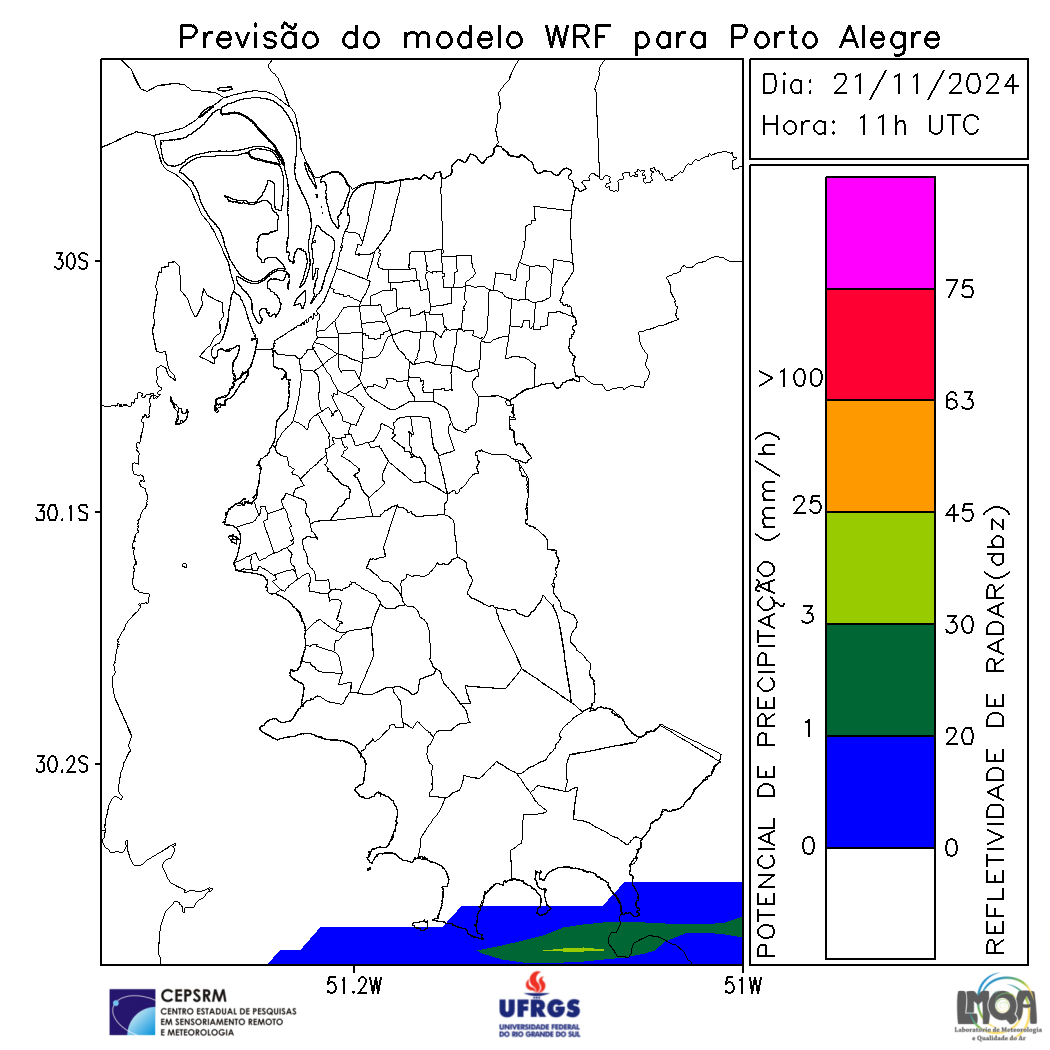 Previsão do modelo WRF para Porto Alegre
Dia: 21/11/2024
Hora: 11h UTC
30S
30.1S
30.2S
51.2W
51W
POTENCIAL DE PRECIPITAÇÃO (mm/h)
>100
25
3
1
0
75
63
45
30
20
0
REFLETIVIDADE DE RADAR(dbz)
CEPSRM
CENTRO ESTADUAL DE PESQUISAS
EM SENSORIAMENTO REMOTO
E METEOROLOGIA
UFRGS
UNIVERSIDADE FEDERAL
DO RIO GRANDE DO SUL
LMQA
Laboratório de Meteorologia
e Qualidade do Ar